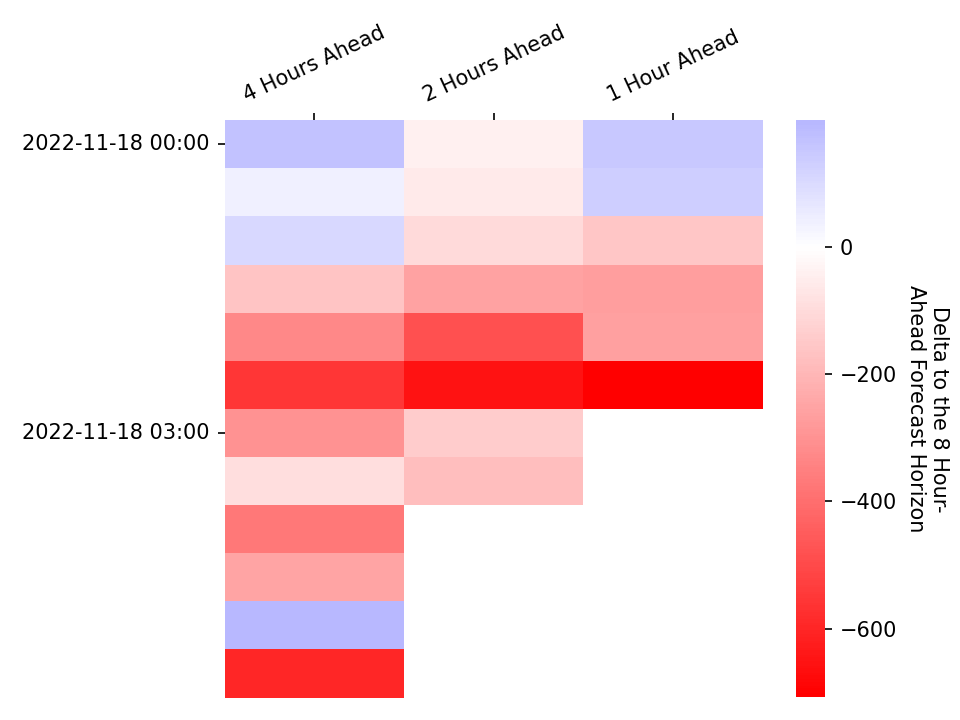 4 Hours Ahead
2 Hours Ahead
1 Hour Ahead
2022-11-18 00:00
2022-11-18 03:00
0
−200
−400
−600
Delta to the 8 Hour-
Ahead Forecast Horizon